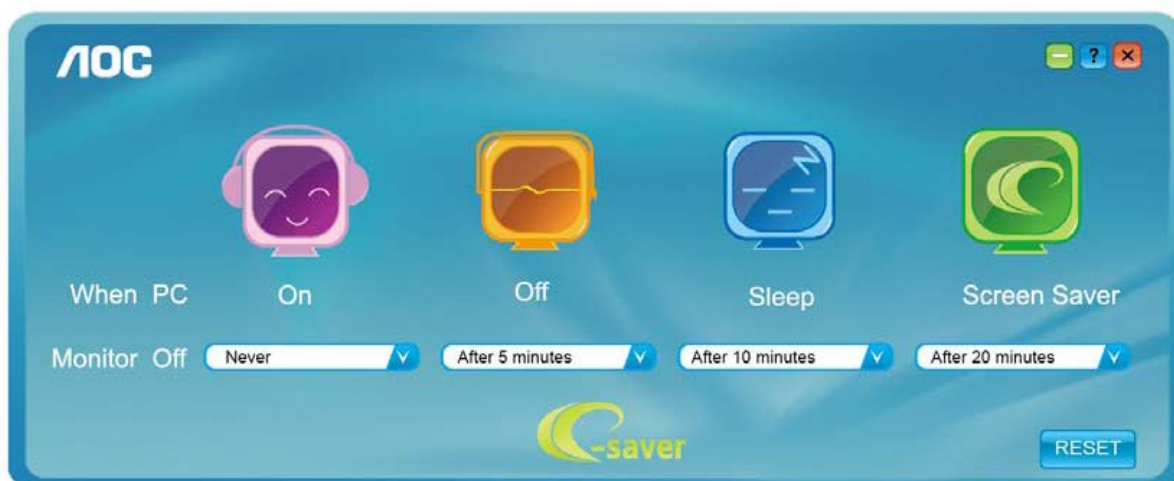 AOC
?
When PC On Off Sleep Screen Saver
Monitor Off Never After 5 minutes After 10 minutes After 20 minutes
e-saver
RESET